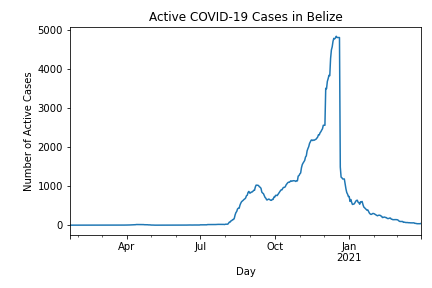 Active COVID-19 Cases in Belize
5000
4000
3000
2000
1000
0
Number of Active Cases
Apr
Jul
Oct
Jan
2021
Day